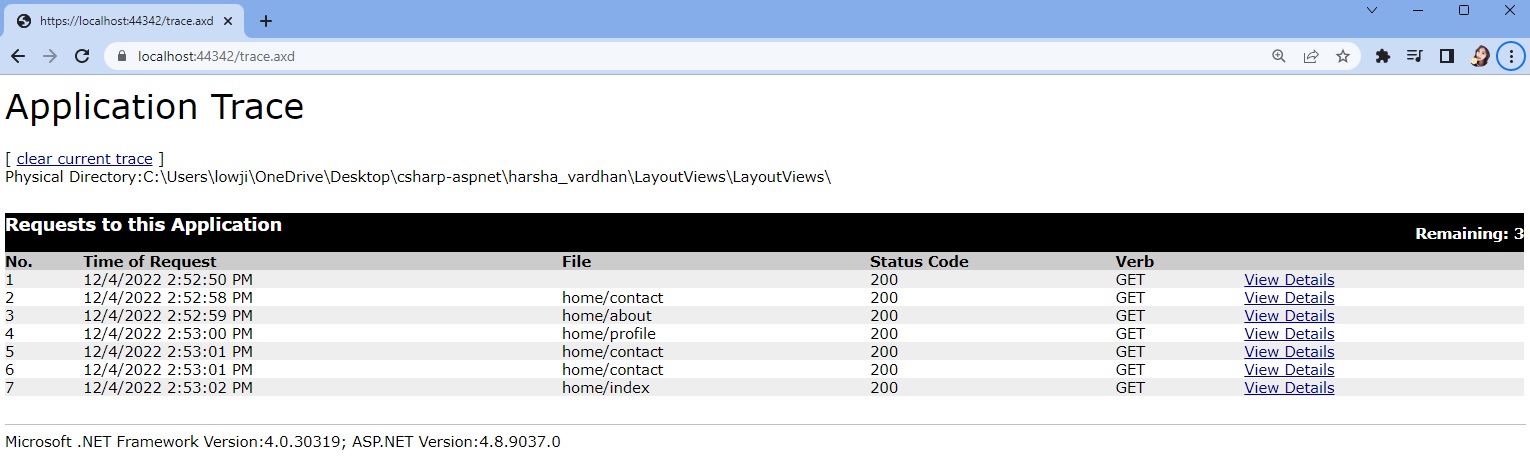 https://localhost:44342/trace.axd
localhost:44342/trace.axd
Application Trace
[ clear current trace ]
Physical Directory:C:\Users\lowji\OneDrive\Desktop\csharp-aspnet\harsha_vardhan\LayoutViews\LayoutViews\
Requests to this Application
Remaining: 3
No. Time of Request File Status Code Verb
1 12/4/2022 2:52:50 PM 200 GET View Details
2 12/4/2022 2:52:58 PM home/contact 200 GET View Details
3 12/4/2022 2:52:59 PM home/about 200 GET View Details
4 12/4/2022 2:53:00 PM home/profile 200 GET View Details
5 12/4/2022 2:53:01 PM home/contact 200 GET View Details
6 12/4/2022 2:53:01 PM home/contact 200 GET View Details
7 12/4/2022 2:53:02 PM home/index 200 GET View Details
Microsoft .NET Framework Version:4.0.30319; ASP.NET Version:4.8.9037.0